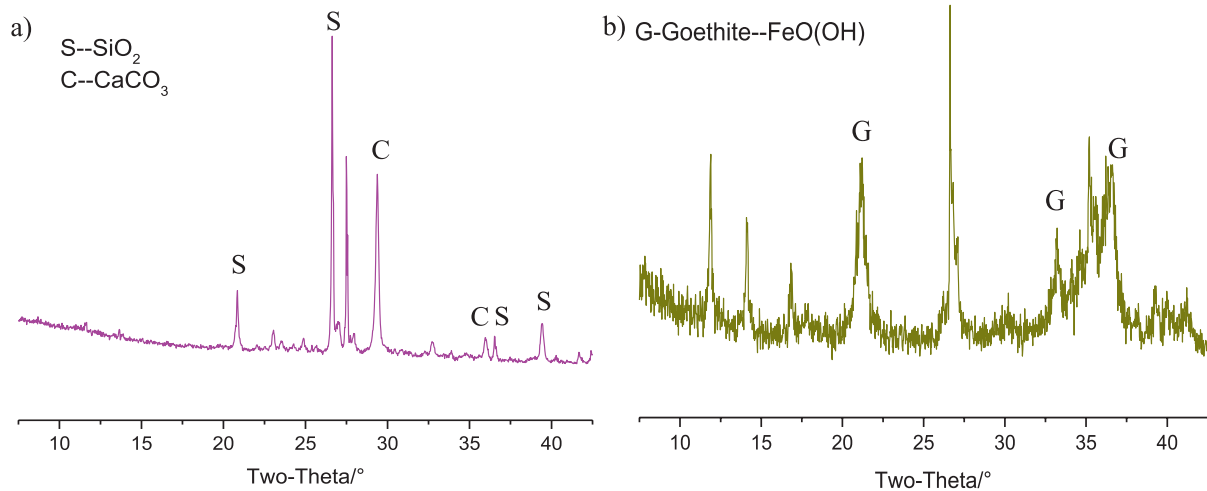 a)
S--SiO₂
C--CaCO₃
S
S
C
C
S
S
10 15 20 25 30 35 40
Two-Theta/°
b)
G-Goethite--FeO(OH)
G
G
G
10 15 20 25 30 35 40
Two-Theta/°